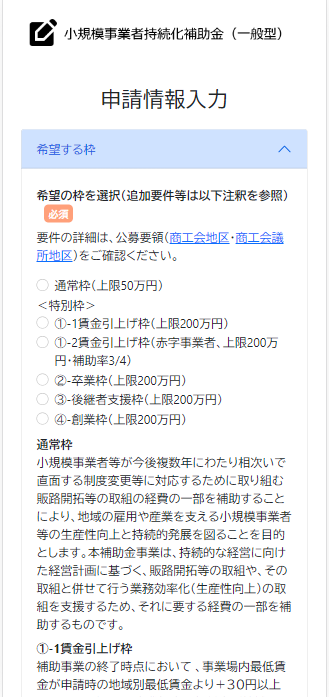 小規模事業者持続化補助金（一般型）
申請情報入力
希望する枠
希望の枠を選択（追加要件等は以下注釈を参照）
必須
要件の詳細は、公募要領（商工会地区・商工会議
所地区）をご確認ください。
通常枠（上限50万円）
＜特別枠＞
①-1賃金引上げ枠（上限200万円）
①-2賃金引上げ枠（赤字事業者、上限200万
円・補助率3/4）
②-卒業枠（上限200万円）
③-後継者支援枠（上限200万円）
④-創業枠（上限200万円）
通常枠
小規模事業者等が今後複数年にわたり相次いで
直面する制度変更等に対応するために取り組む
販路開拓等の取組の経費の一部を補助すること
により、地域の雇用や産業を支える小規模事業者
等の生産性向上と持続的発展を図ることを目的
とします。本補助金事業は、持続的な経営に向け
た経営計画に基づく、販路開拓等の取組や、その
取組と併せて行う業務効率化（生産性向上）の取
組を支援するため、それに要する経費の一部を補
助するものです。
①-1賃金引上げ枠
補助事業の終了時点において、事業場内最低賃
金が申請時の地域別最低賃金より＋３０円以上